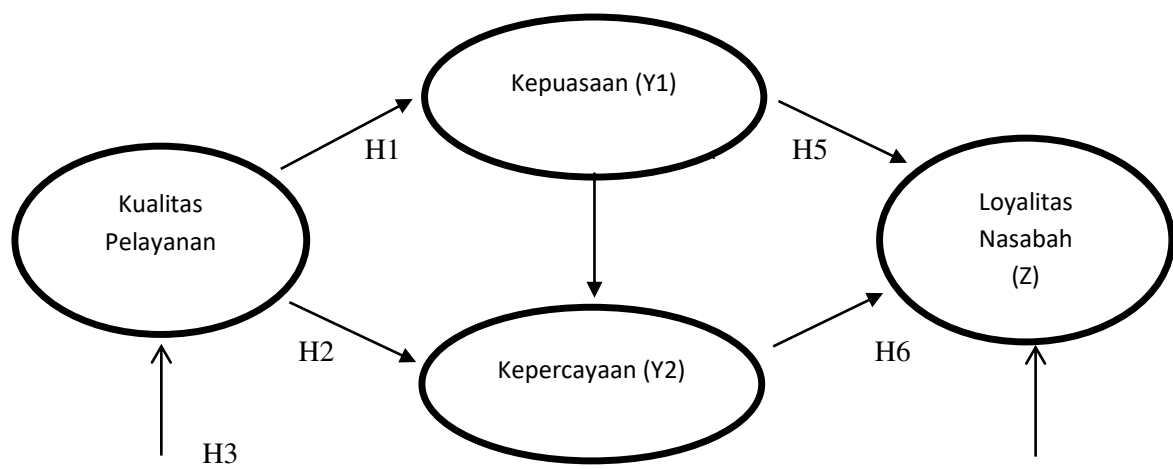 Kepuasaan (Y1)
H1
H5
Kualitas
Pelayanan
Loyalitas
Nasabah
(Z)
H2
Kepercayaan (Y2)
H6
H3